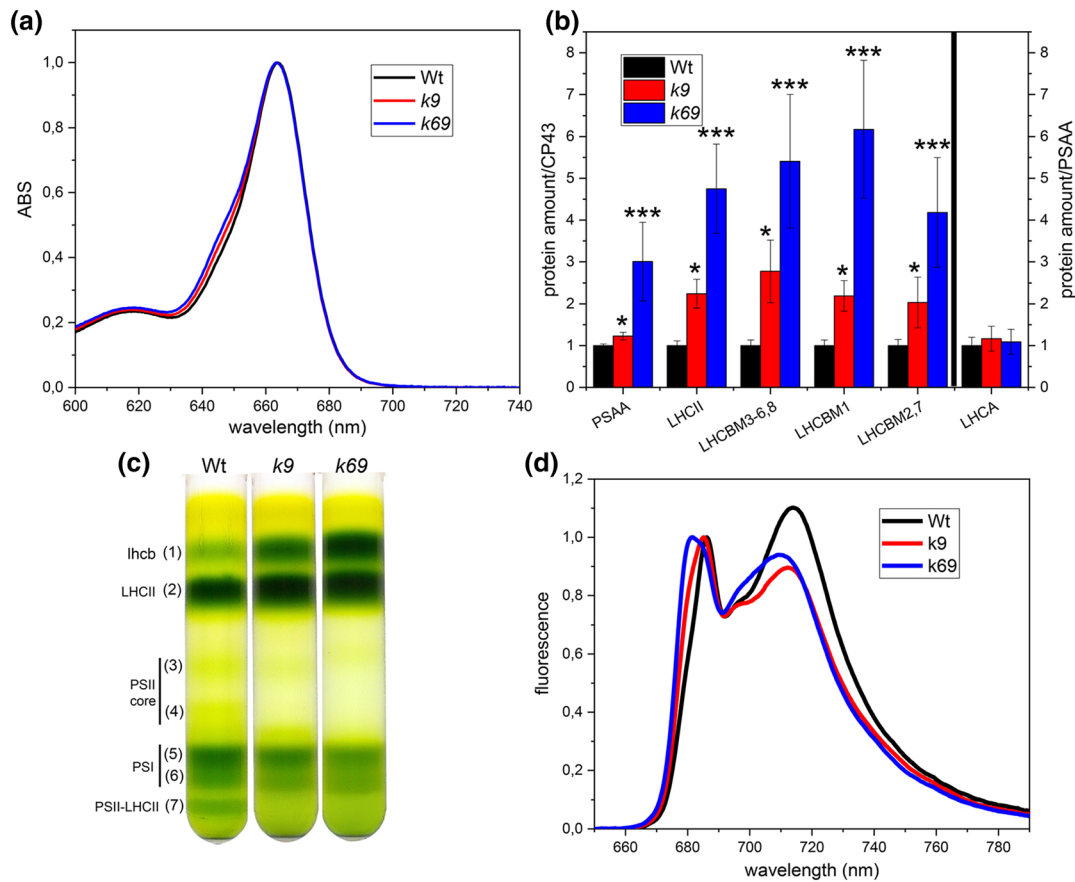 (a)
1,0
0,8
0,6
0,4
0,2
0,0
ABS
600
620
640
660
680
700
720
740
wavelength (nm)
Wt
k9
k69
(b)
8
7
6
5
4
3
2
1
0
protein amount/CP43
Wt
k9
k69
*
***
*
***
*
***
*
***
*
***
PSAA
LHCII
LHCBM3-6,8
LHCBM1
LHCBM2,7
LHCA
8
7
6
5
4
3
2
1
0
protein amount/PSAA
(c)
Wt
k9
k69
lhcb (1)
LHCII (2)
PSII core
(3)
(4)
PSI
(5)
(6)
PSII-LHCII (7)
(d)
1,2
1,0
0,8
0,6
0,4
0,2
0,0
fluorescence
660
680
700
720
740
760
780
wavelength (nm)
Wt
k9
k69